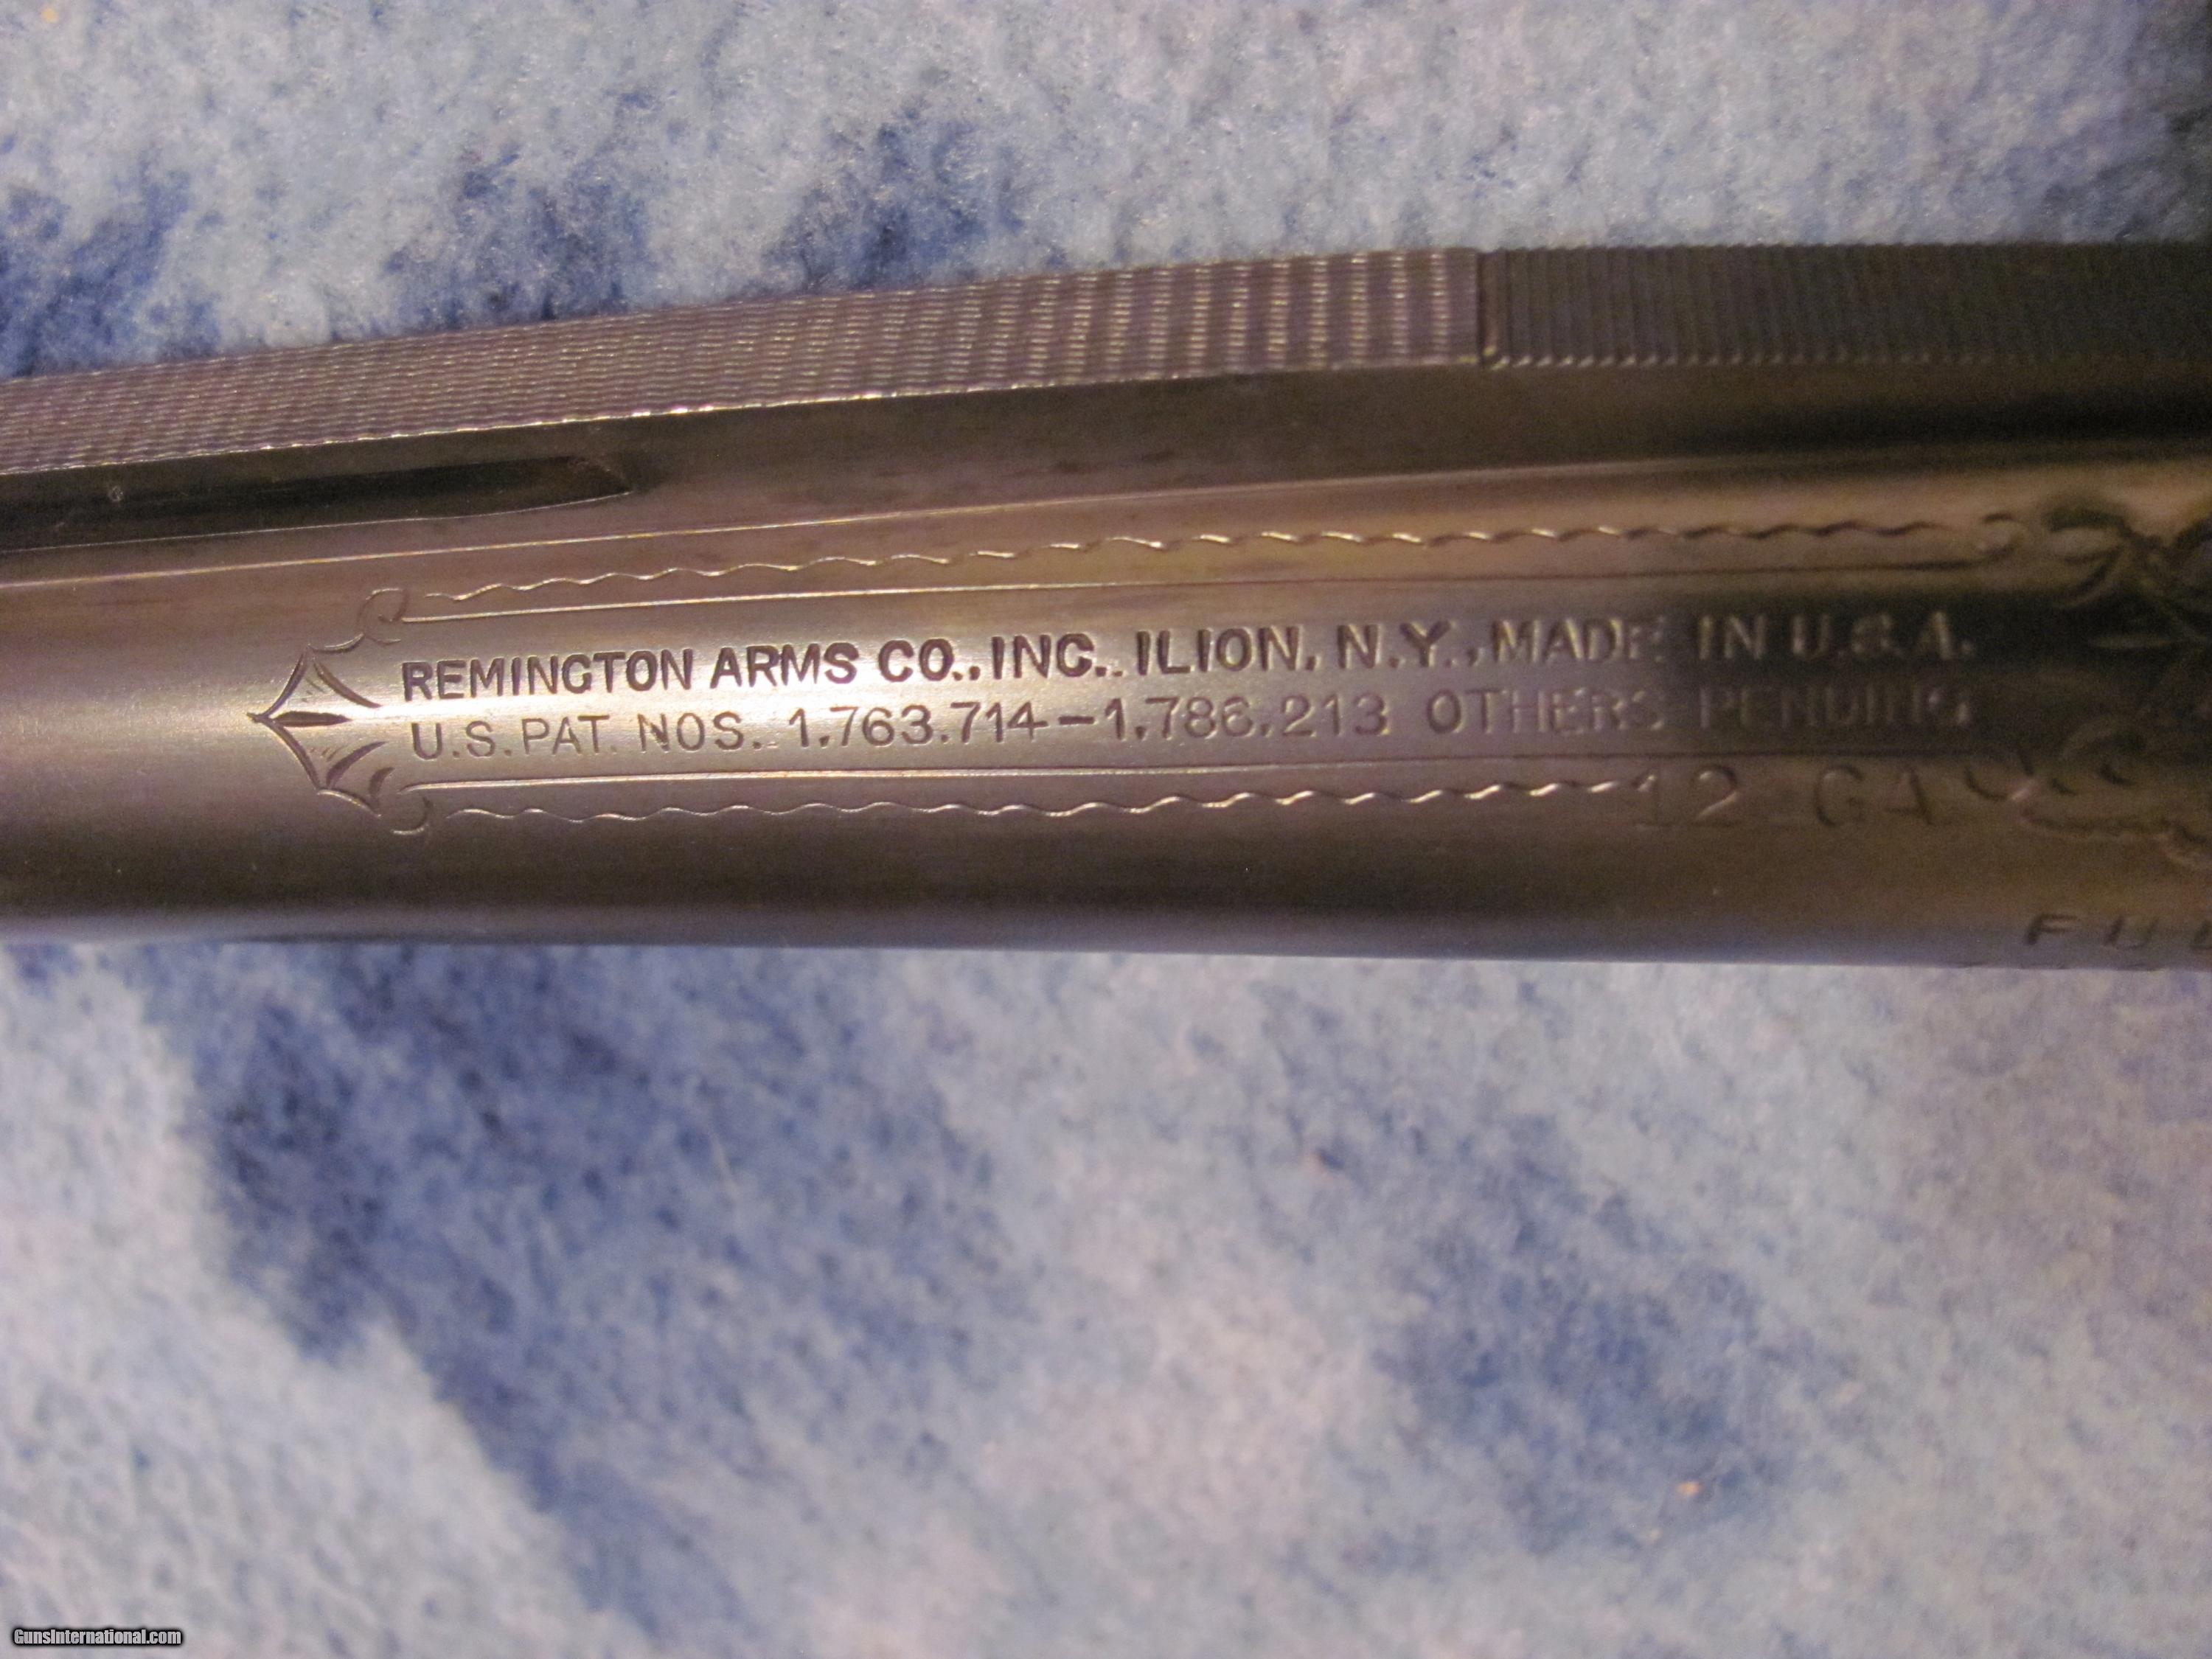 REMINGTON ARMS CO., INC., ILION, N.Y., MADE IN U.S.A.
U.S. PAT. NOS. 1,763,714–1,786,213 OTHERS PENDING
12 GA
FUL
GunsInternational.com